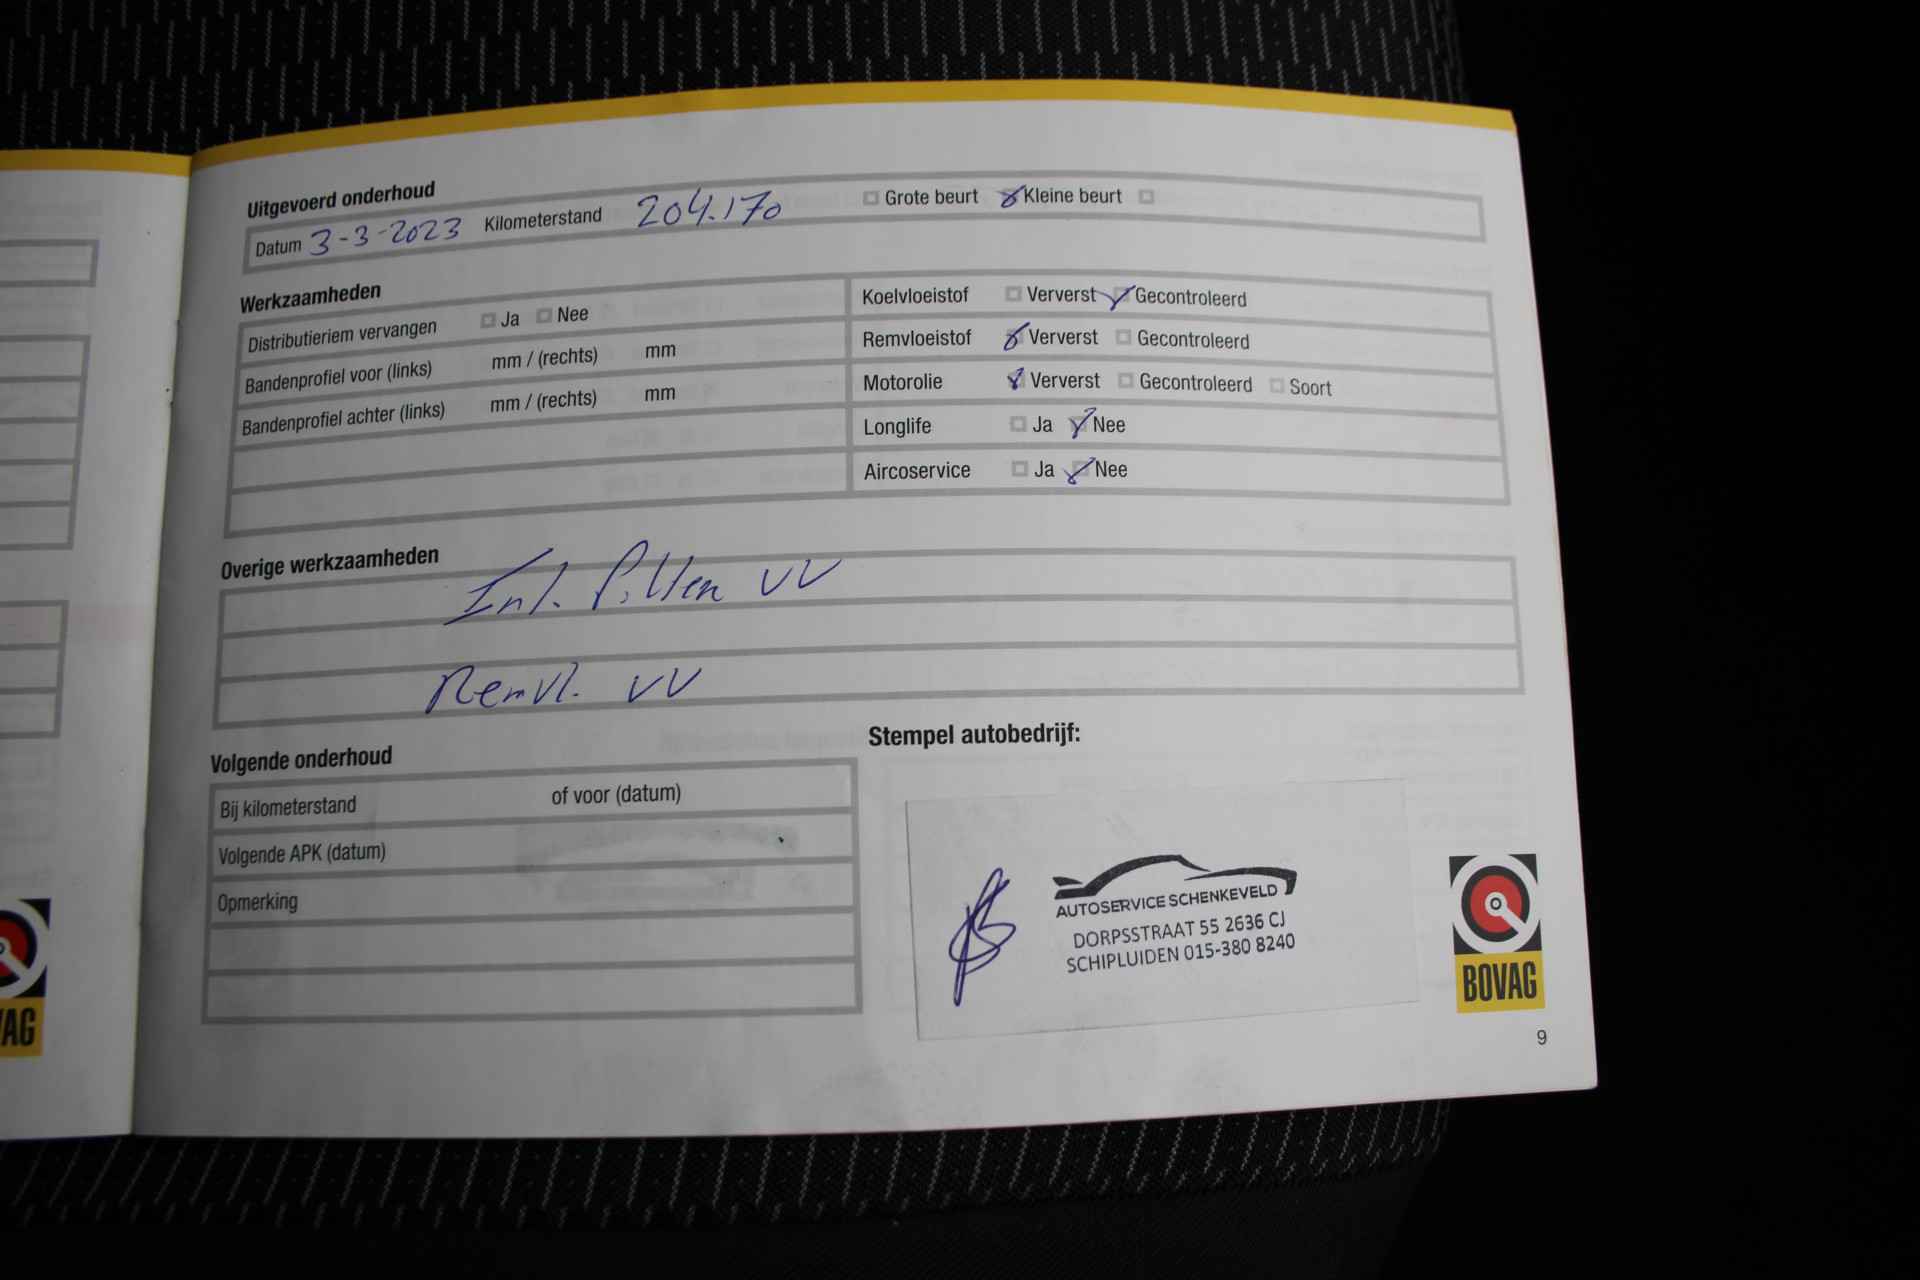 Uitgevoerd onderhoud
Datum 3-3-2023 Kilometerstand 204.170 Grote beurt Kleine beurt
Werkzaamheden
Distributieriem vervangen Ja Nee
Bandenprofiel voor (links) mm / (rechts) mm
Bandenprofiel achter (links) mm / (rechts) mm
Koelvloeistof Ververst Gecontroleerd
Remvloeistof Ververst Gecontroleerd
Motorolie Ververst Gecontroleerd Soort
Longlife Ja Nee
Aircoservice Ja Nee
Overige werkzaamheden
Int. VV
Remvl. VV
Volgende onderhoud
Bij kilometerstand of voor (datum)
Volgende APK (datum)
Opmerking
Stempel autobedrijf:
AUTOSERVICE SCHENKEVELD
DORPSSTRAAT 55 2636 CJ
SCHIPLUIDEN 015-380 8240
BOVAG
9